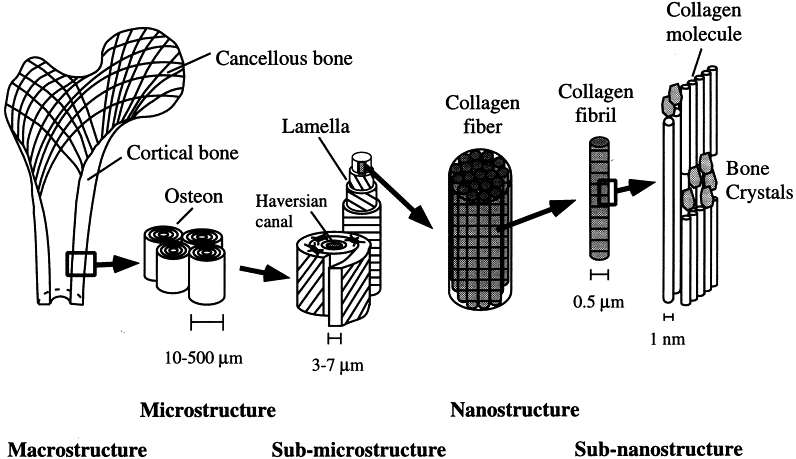 Collagen
molecule
Cancellous bone
Collagen
fiber
Collagen
fibril
Lamella
Cortical bone
Bone
Crystals
Osteon
Haversian
canal
0.5 μm
1 nm
10-500 μm
3-7 μm
Microstructure
Nanostructure
Macrostructure
Sub-microstructure
Sub-nanostructure